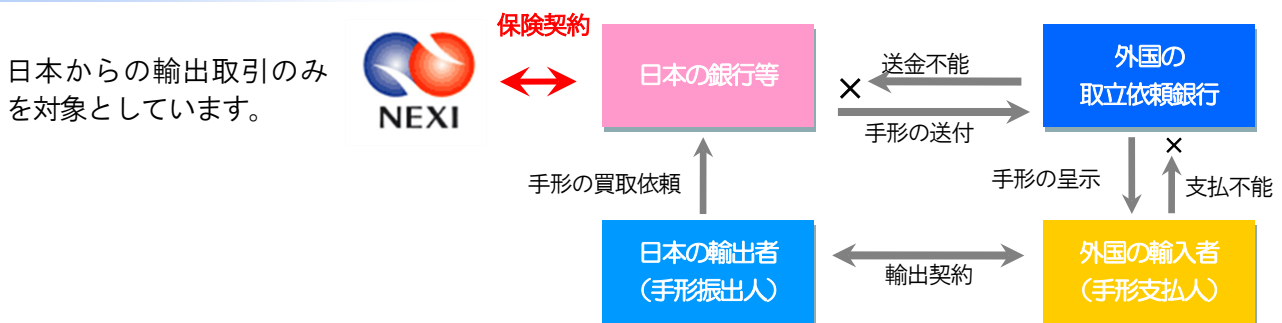 日本からの輸出取引のみ
を対象としています。
NEXI
保険契約
日本の銀行等
送金不能
×
手形の送付
外国の
取立依頼銀行
手形の買取依頼
手形の呈示
×
支払不能
日本の輸出者
（手形振出人）
輸出契約
外国の輸入者
（手形支払人）